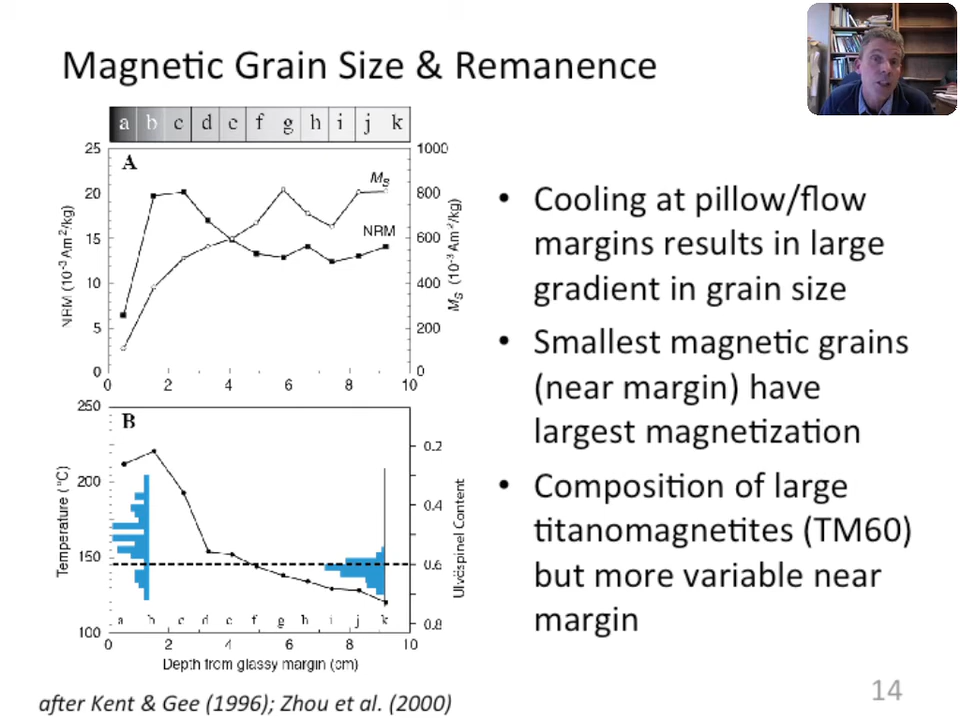 Magnetic Grain Size & Remanence
a b c d e f g h i j k
A
25
20
15
10
5
0
NRM (10⁻³ Am²/kg)
1000
800
600
400
200
0
Mₛ (10⁻³ Am²/kg)
Mₛ
NRM
0 2 4 6 8 10
B
250
200
150
100
Temperature (°C)
0.2
0.4
0.6
0.8
Ulvöspinel Content
a b c d e f g h i j k
0 2 4 6 8 10
Depth from glassy margin (cm)
after Kent & Gee (1996); Zhou et al. (2000)
• Cooling at pillow/flow
margins results in large
gradient in grain size
• Smallest magnetic grains
(near margin) have
largest magnetization
• Composition of large
titanomagnetites (TM60)
but more variable near
margin
14